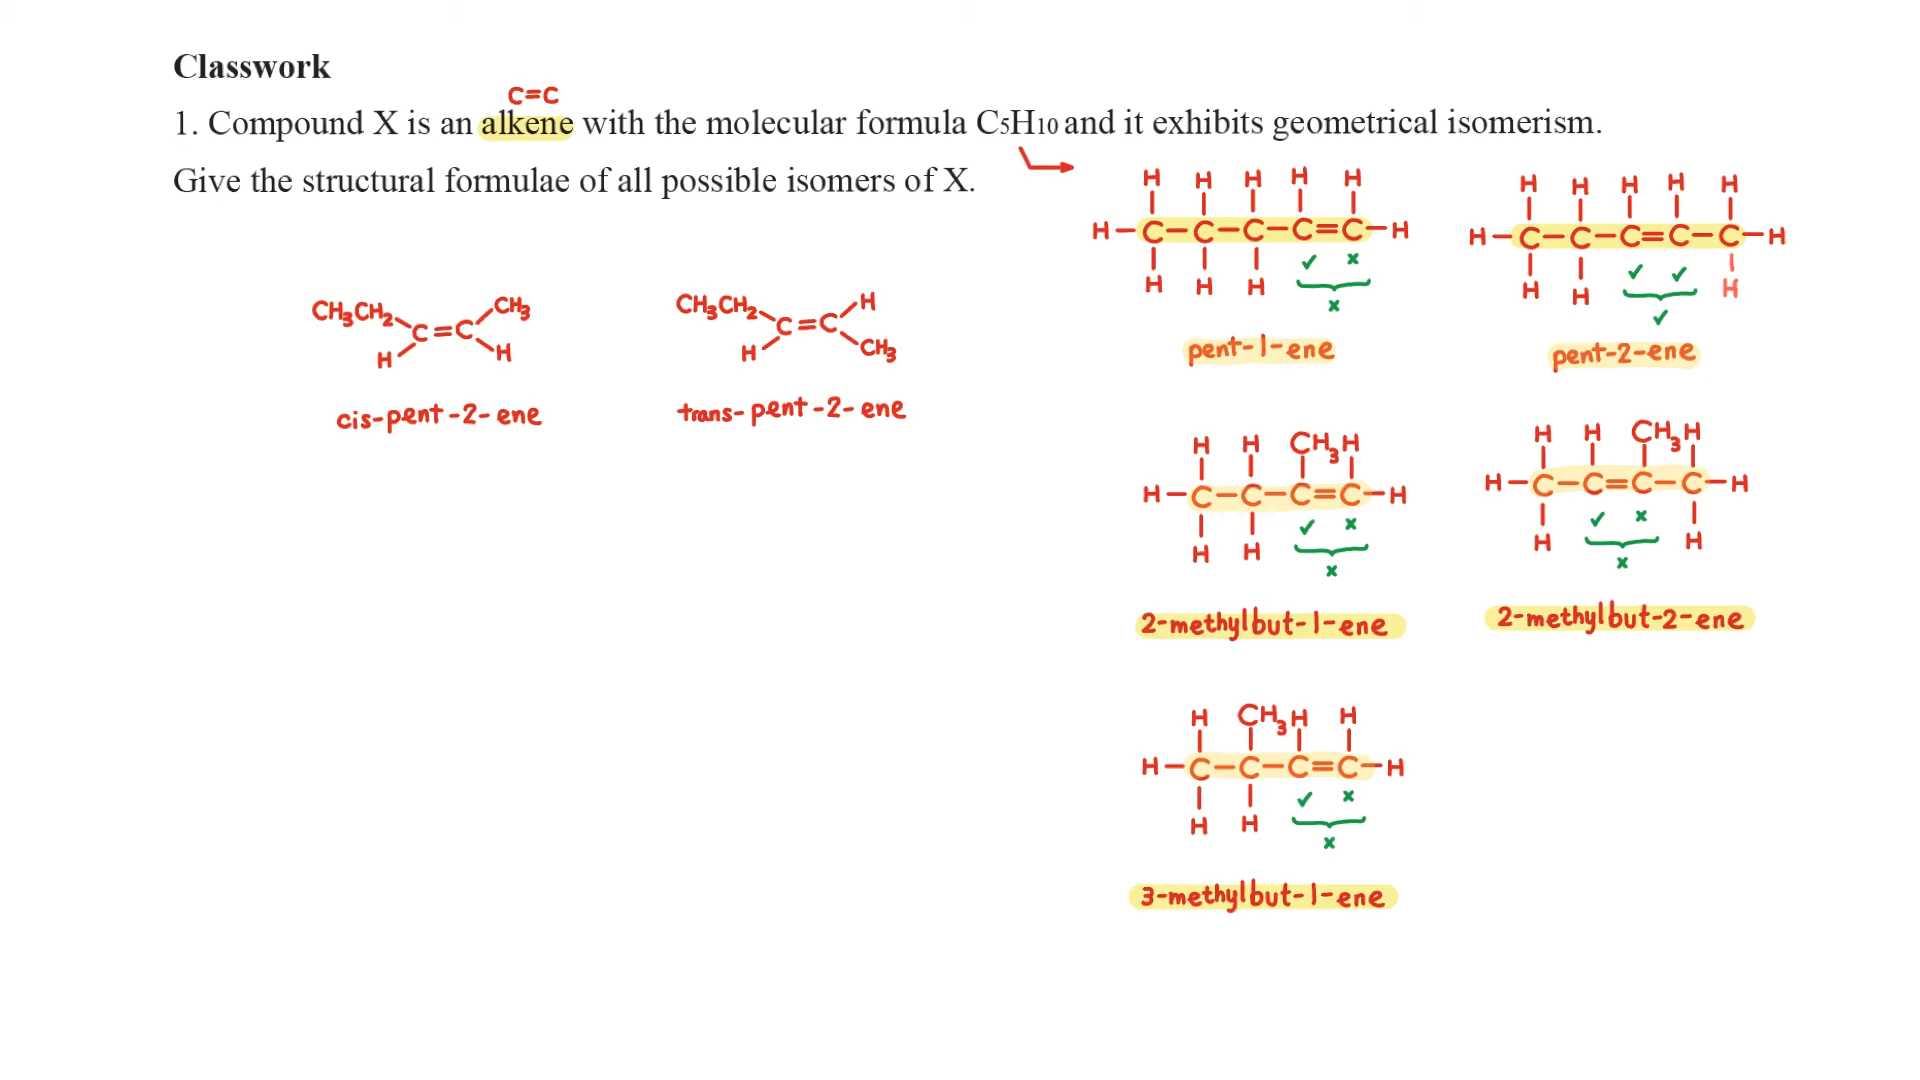 Classwork
C=C
1. Compound X is an alkene with the molecular formula C5H10 and it exhibits geometrical isomerism.
Give the structural formulae of all possible isomers of X.
H H H H H
H-C-C-C-C=C-H
✓ x
H H H
x
pent-1-ene
H H H H H
H-C-C-C=C-C-H
✓ ✓
H H H
✓
pent-2-ene
CH3CH2 CH3
C=C
H H
cis-pent-2-ene
CH3CH2 H
C=C
H CH3
trans-pent-2-ene
H H CH3 H
H-C-C-C=C-H
✓ x
H H
x
2-methylbut-1-ene
H H CH3 H
H-C-C=C-C-H
✓ x
H H
x
2-methylbut-2-ene
H CH3 H H
H-C-C-C=C-H
✓ x
H H
x
3-methylbut-1-ene